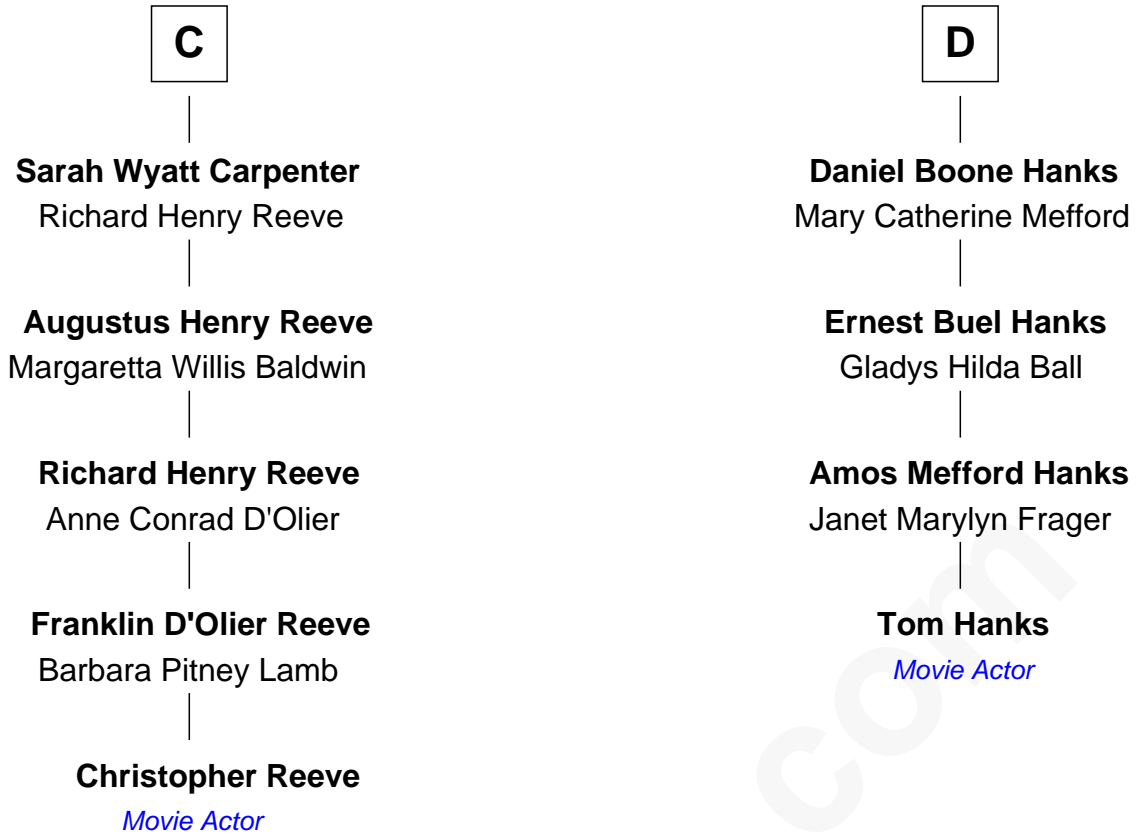 C
Sarah Wyatt Carpenter
Richard Henry Reeve
Augustus Henry Reeve
Margaretta Willis Baldwin
Richard Henry Reeve
Anne Conrad D'Olier
Franklin D'Olier Reeve
Barbara Pitney Lamb
Christopher Reeve
Movie Actor
D
Daniel Boone Hanks
Mary Catherine Mefford
Ernest Buel Hanks
Gladys Hilda Ball
Amos Mefford Hanks
Janet Marylyn Frager
Tom Hanks
Movie Actor
com